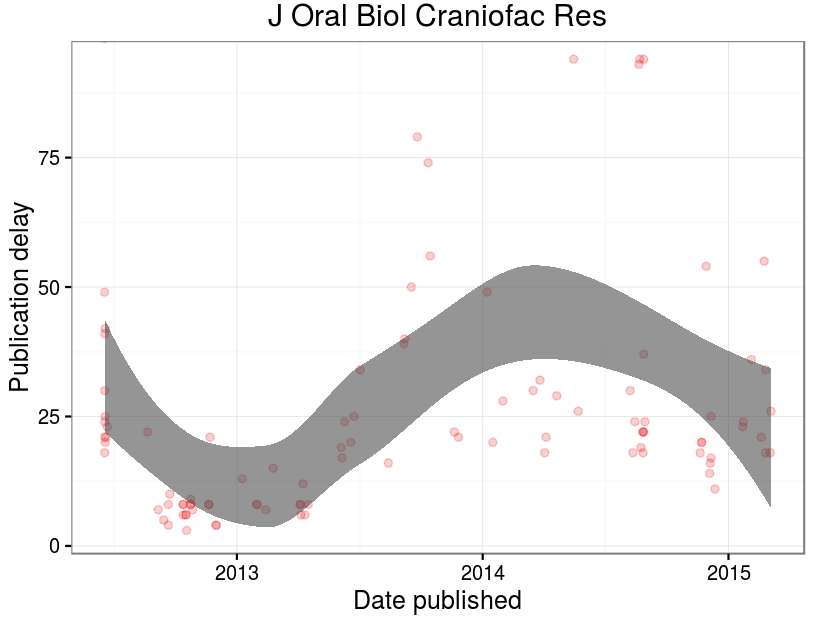 J Oral Biol Craniofac Res
Publication delay
75
50
25
0
2013
2014
2015
Date published